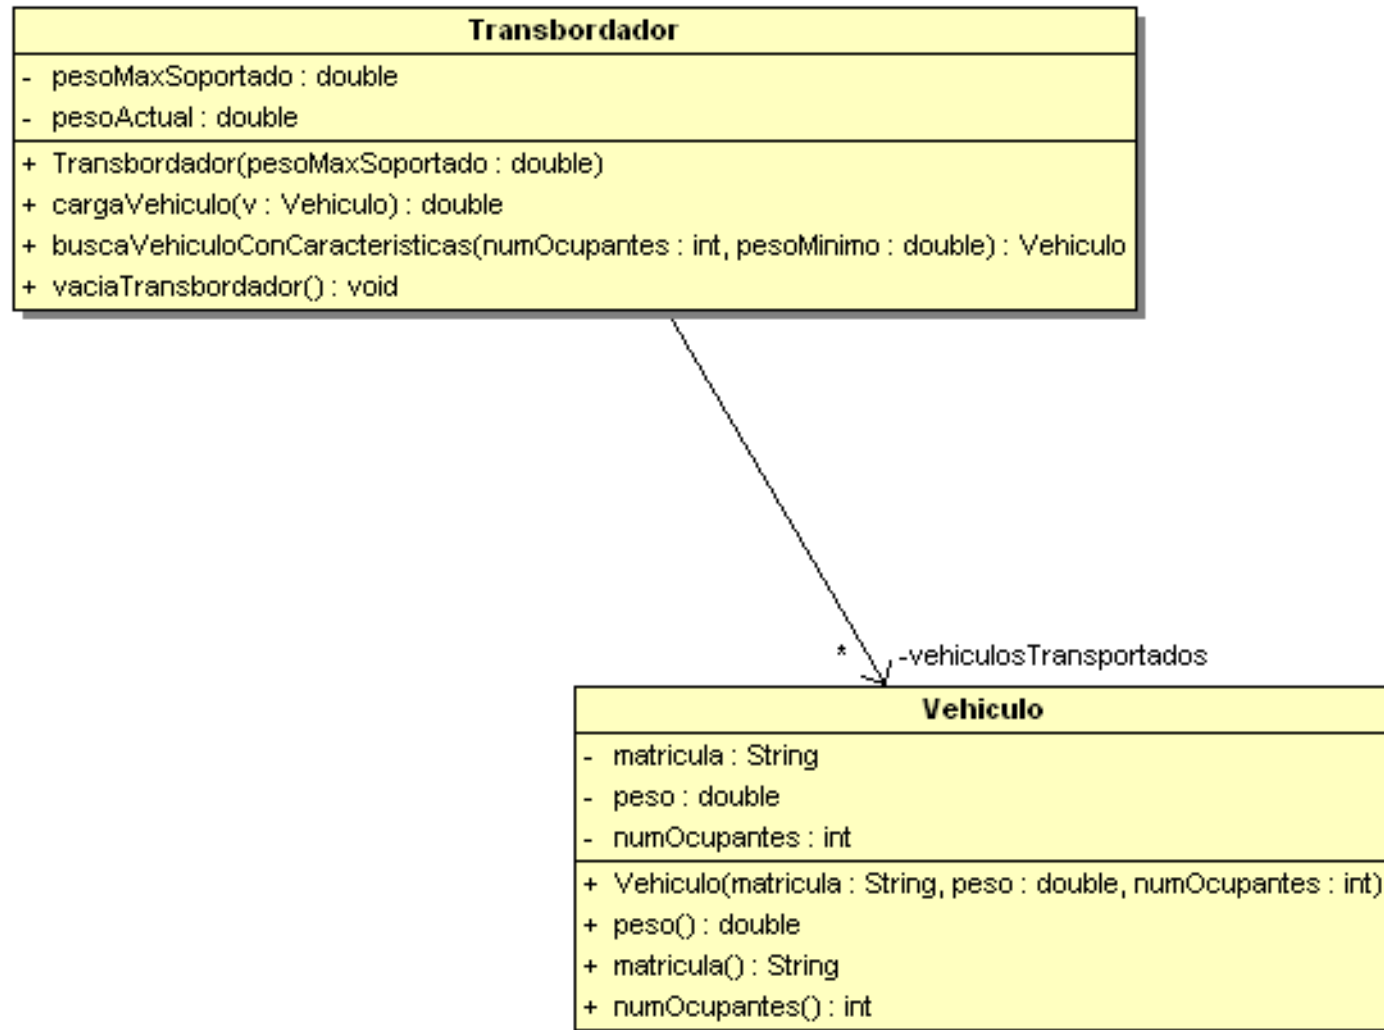 Transbordador
- pesoMaxSoportado : double
- pesoActual : double
+ Transbordador(pesoMaxSoportado : double)
+ cargaVehiculo(v : Vehiculo) : double
+ buscaVehiculoConCaracteristicas(numOcupantes : int, pesoMinimo : double) : Vehiculo
+ vaciaTransbordador() : void
* -vehiculosTransportados
Vehiculo
- matricula : String
- peso : double
- numOcupantes : int
+ Vehiculo(matricula : String, peso : double, numOcupantes : int)
+ peso() : double
+ matricula() : String
+ numOcupantes() : int